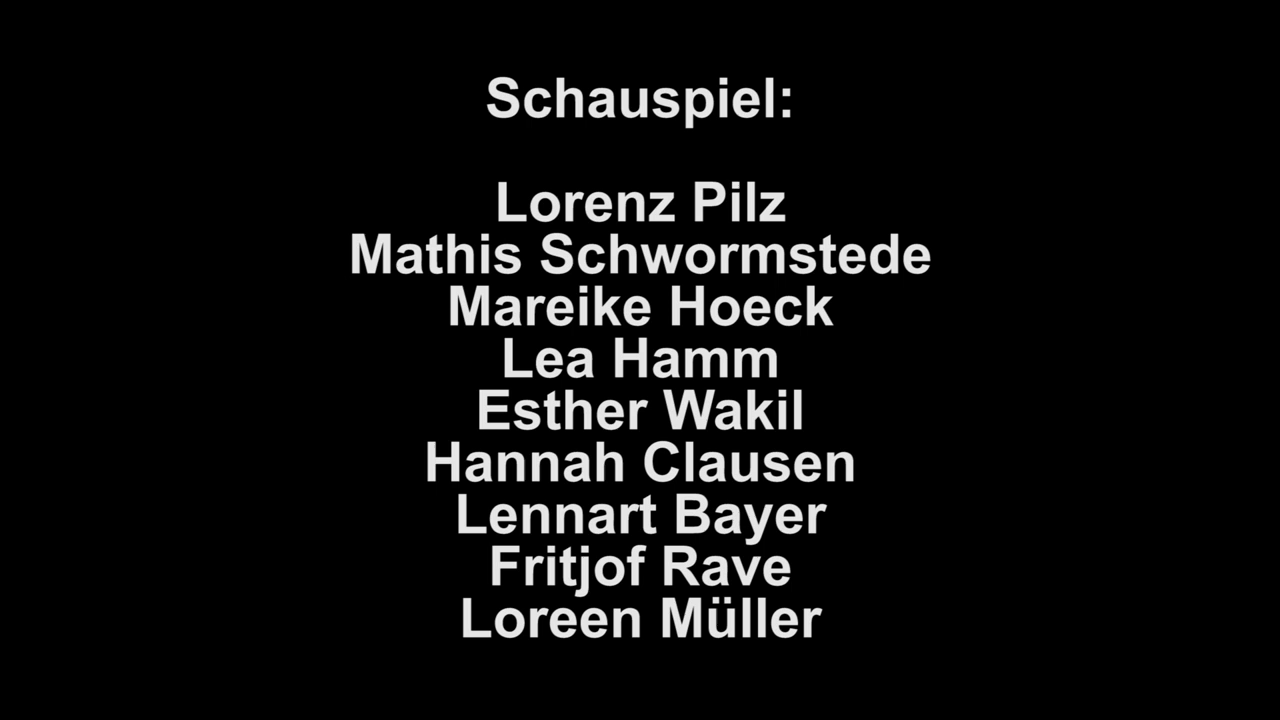 Schauspiel:
Lorenz Pilz
Mathis Schwormstede
Mareike Hoeck
Lea Hamm
Esther Wakil
Hannah Clausen
Lennart Bayer
Fritjof Rave
Loreen Müller